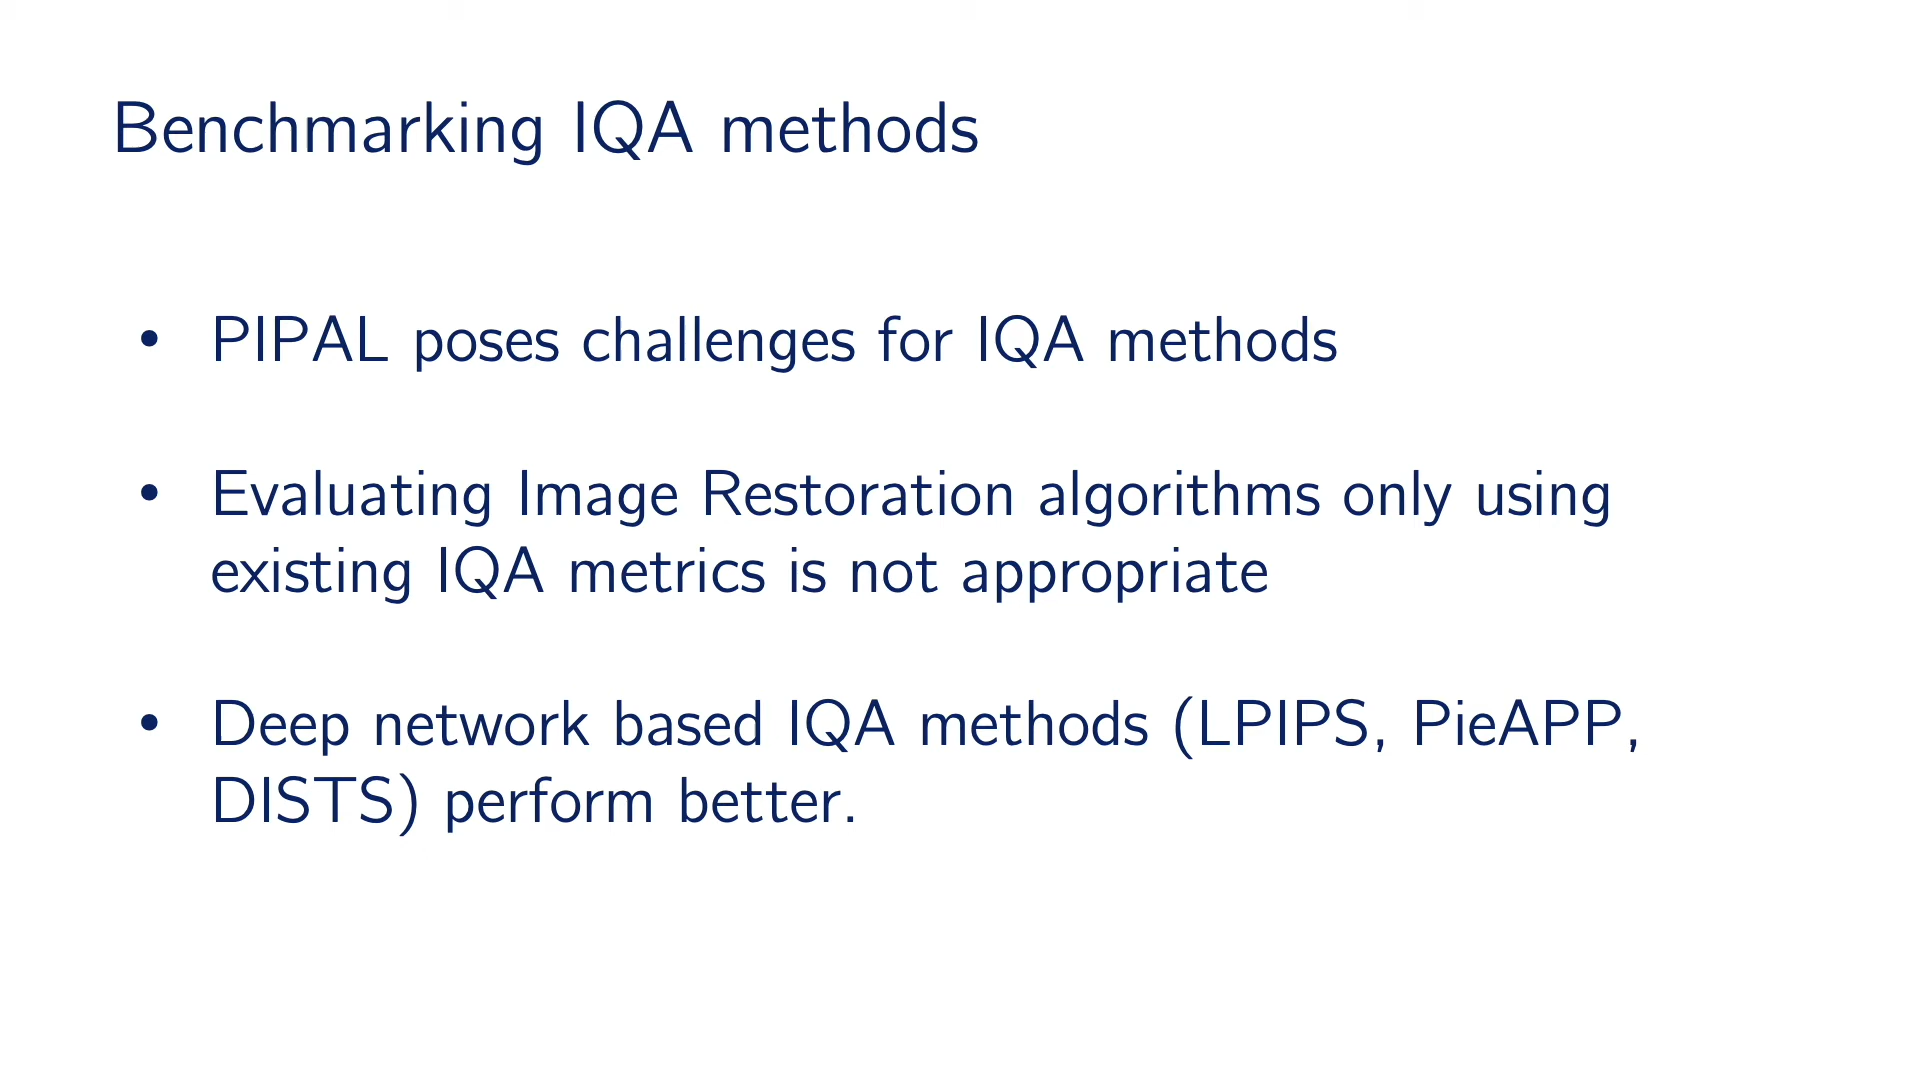 Benchmarking IQA methods
• PIPAL poses challenges for IQA methods
• Evaluating Image Restoration algorithms only using
existing IQA metrics is not appropriate
• Deep network based IQA methods (LPIPS, PieAPP,
DISTS) perform better.